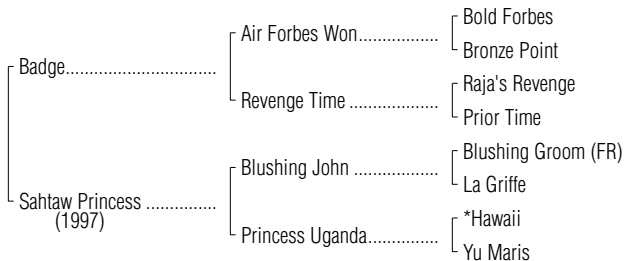 Bold Forbes
Air Forbes Won..................
Bronze Point
Badge...............................
Raja's Revenge
Revenge Time ...................
Prior Time
Blushing Groom (FR)
Blushing John ..................
La Griffe
Sahtaw Princess ...............
(1997)
*Hawaii
Princess Uganda...............
Yu Maris